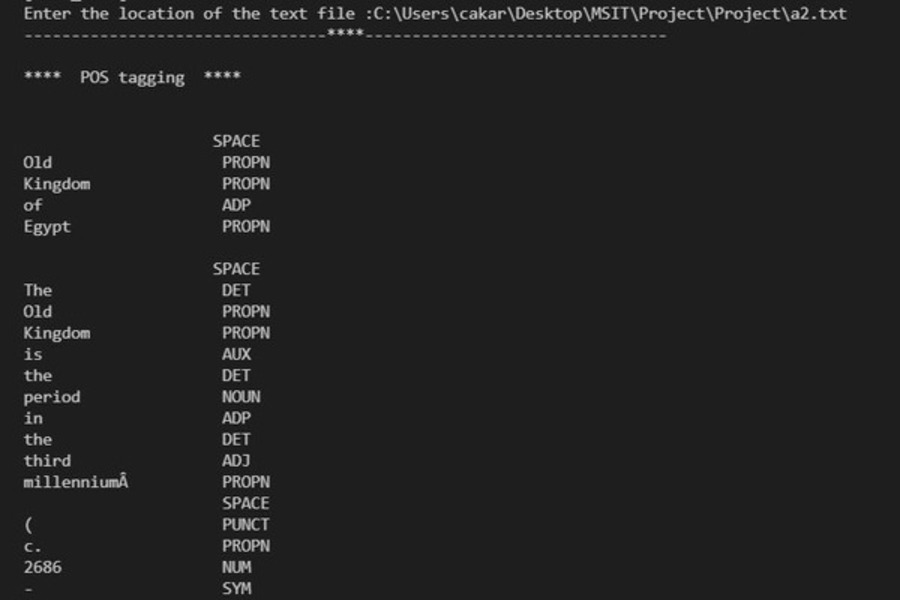 Enter the location of the text file :C:\Users\cakar\Desktop\MSIT\Project\Project\a2.txt
--------------------------------****--------------------------------
**** POS tagging ****
SPACE
Old PROPN
Kingdom PROPN
of ADP
Egypt PROPN
SPACE
The DET
Old PROPN
Kingdom PROPN
is AUX
the DET
period NOUN
in ADP
the DET
third ADJ
millenniumÂ PROPN
SPACE
( PUNCT
c. PROPN
2686 NUM
- SYM